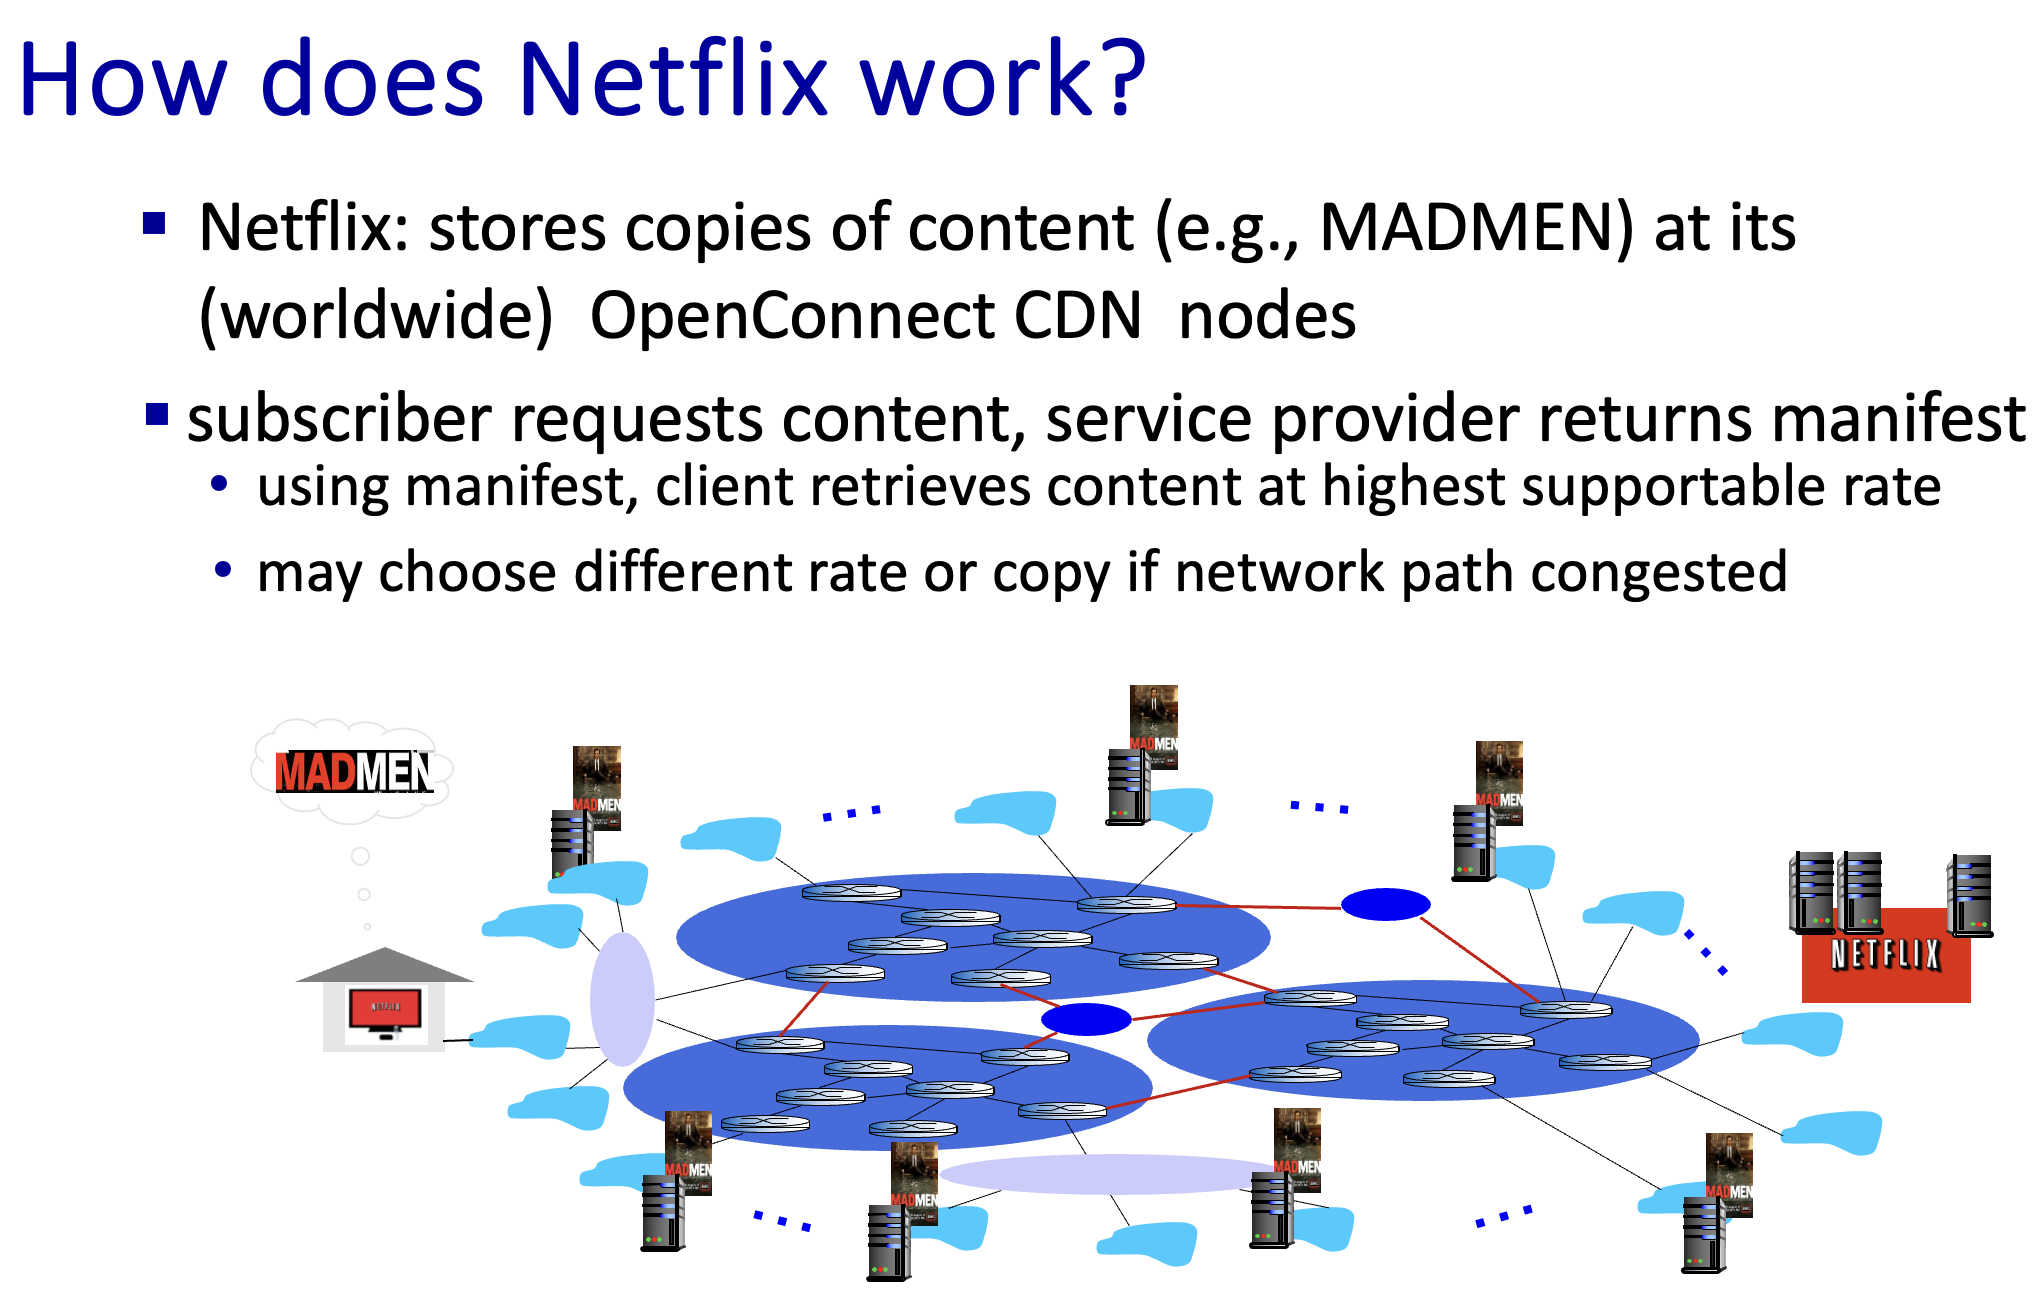 How does Netflix work?
▪ Netflix: stores copies of content (e.g., MADMEN) at its
(worldwide) OpenConnect CDN nodes
▪ subscriber requests content, service provider returns manifest
• using manifest, client retrieves content at highest supportable rate
• may choose different rate or copy if network path congested
MADMEN
MADMEN
MADMEN
MADMEN
NETFLIX
NETFLIX
MADMEN
MADMEN
MADMEN
MADMEN